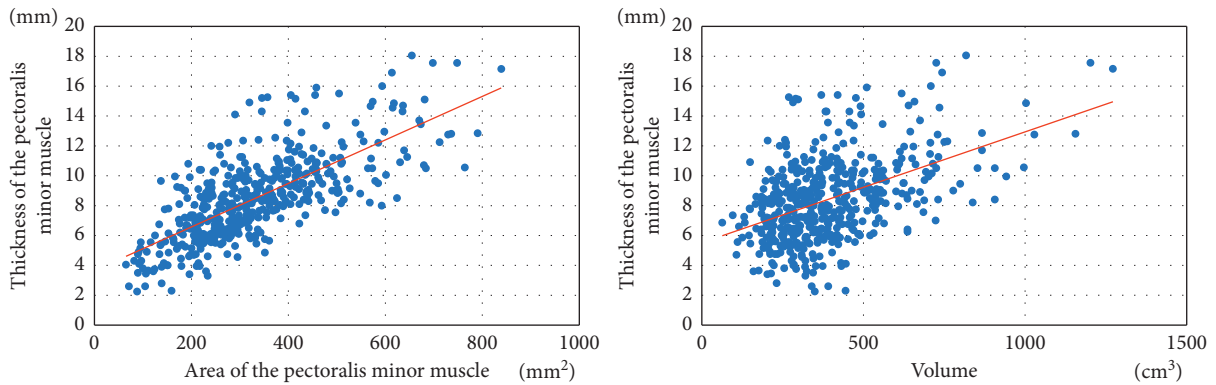 (mm)
20
18
16
14
12
10
8
6
4
2
0
Thickness of the pectoralis
minor muscle
0 200 400 600 800 1000
Area of the pectoralis minor muscle (mm²)
(mm)
20
18
16
14
12
10
8
6
4
2
0
Thickness of the pectoralis
minor muscle
0 500 1000 1500
Volume (cm³)